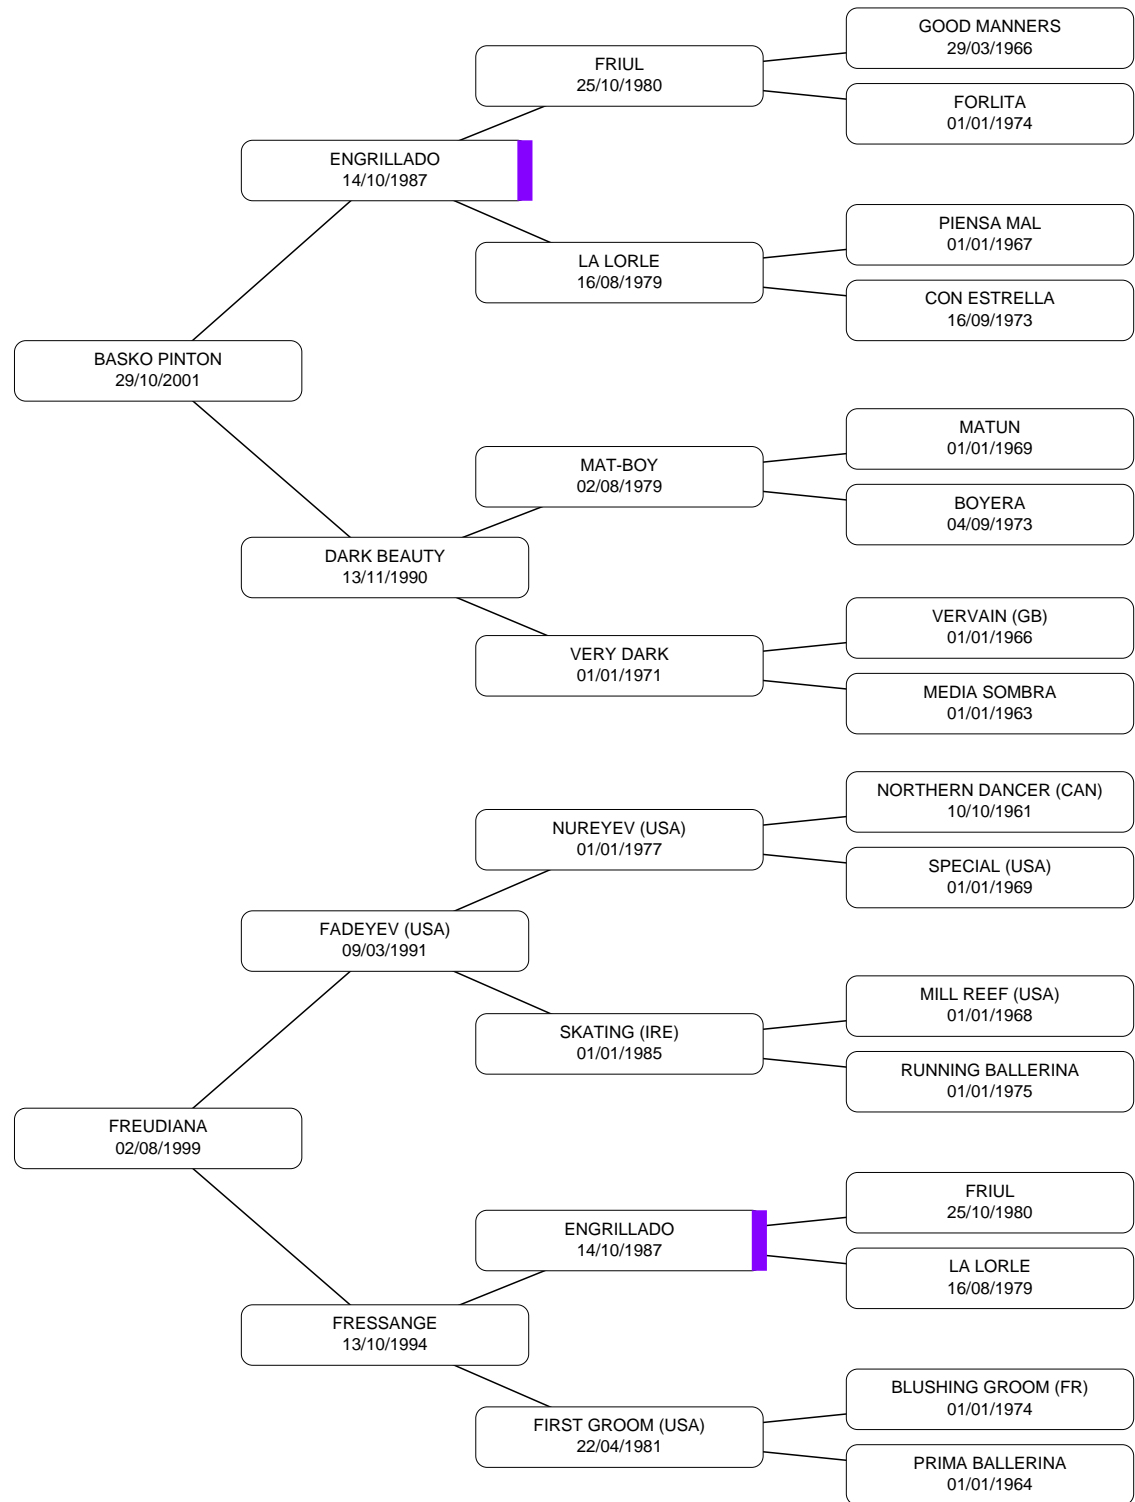 GOOD MANNERS
29/03/1966
FRIUL
25/10/1980
FORLITA
01/01/1974
ENGRILLADO
14/10/1987
PIENSA MAL
01/01/1967
LA LORLE
16/08/1979
CON ESTRELLA
16/09/1973
BASKO PINTON
29/10/2001
MATUN
01/01/1969
MAT-BOY
02/08/1979
BOYERA
04/09/1973
DARK BEAUTY
13/11/1990
VERVAIN (GB)
01/01/1966
VERY DARK
01/01/1971
MEDIA SOMBRA
01/01/1963
NORTHERN DANCER (CAN)
10/10/1961
NUREYEV (USA)
01/01/1977
SPECIAL (USA)
01/01/1969
FADEYEV (USA)
09/03/1991
MILL REEF (USA)
01/01/1968
SKATING (IRE)
01/01/1985
RUNNING BALLERINA
01/01/1975
FREUDIANA
02/08/1999
FRIUL
25/10/1980
ENGRILLADO
14/10/1987
LA LORLE
16/08/1979
FRESSANGE
13/10/1994
BLUSHING GROOM (FR)
01/01/1974
FIRST GROOM (USA)
22/04/1981
PRIMA BALLERINA
01/01/1964